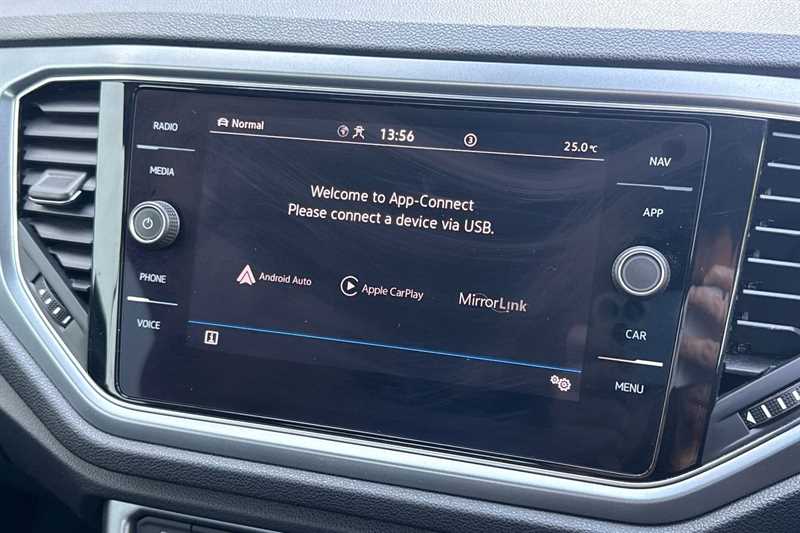 RADIO
MEDIA
PHONE
VOICE
Normal
13:56
3
25.0°C
Welcome to App-Connect
Please connect a device via USB.
Android Auto
Apple CarPlay
MirrorLink
NAV
APP
CAR
MENU